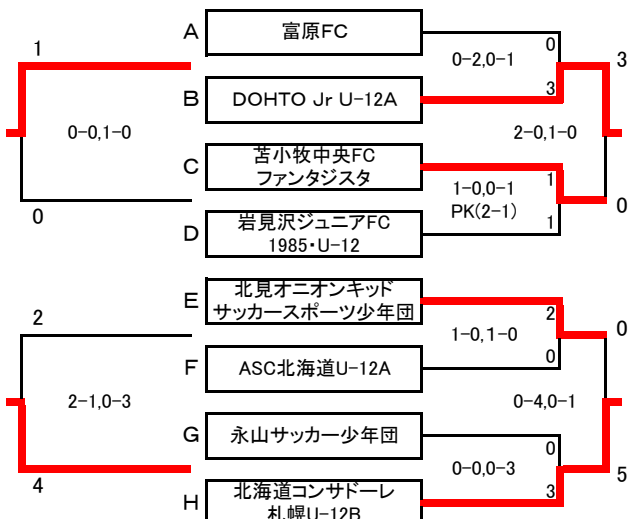 A 富原FC
B DOHTO Jr U-12A
C 苫小牧中央FC
ファンタジスタ
D 岩見沢ジュニアFC
1985・U-12
E 北見オニオンキッド
サッカースポーツ少年団
F ASC北海道U-12A
G 永山サッカー少年団
H 北海道コンサドーレ
札幌U-12B
1
0-0,1-0
0
2
2-1,0-3
4
0
0-2,0-1
3
3
2-0,1-0
1
1-0,0-1
PK(2-1)
1
0
2
1-0,1-0
0
0
0-4,0-1
0
0-0,0-3
3
5